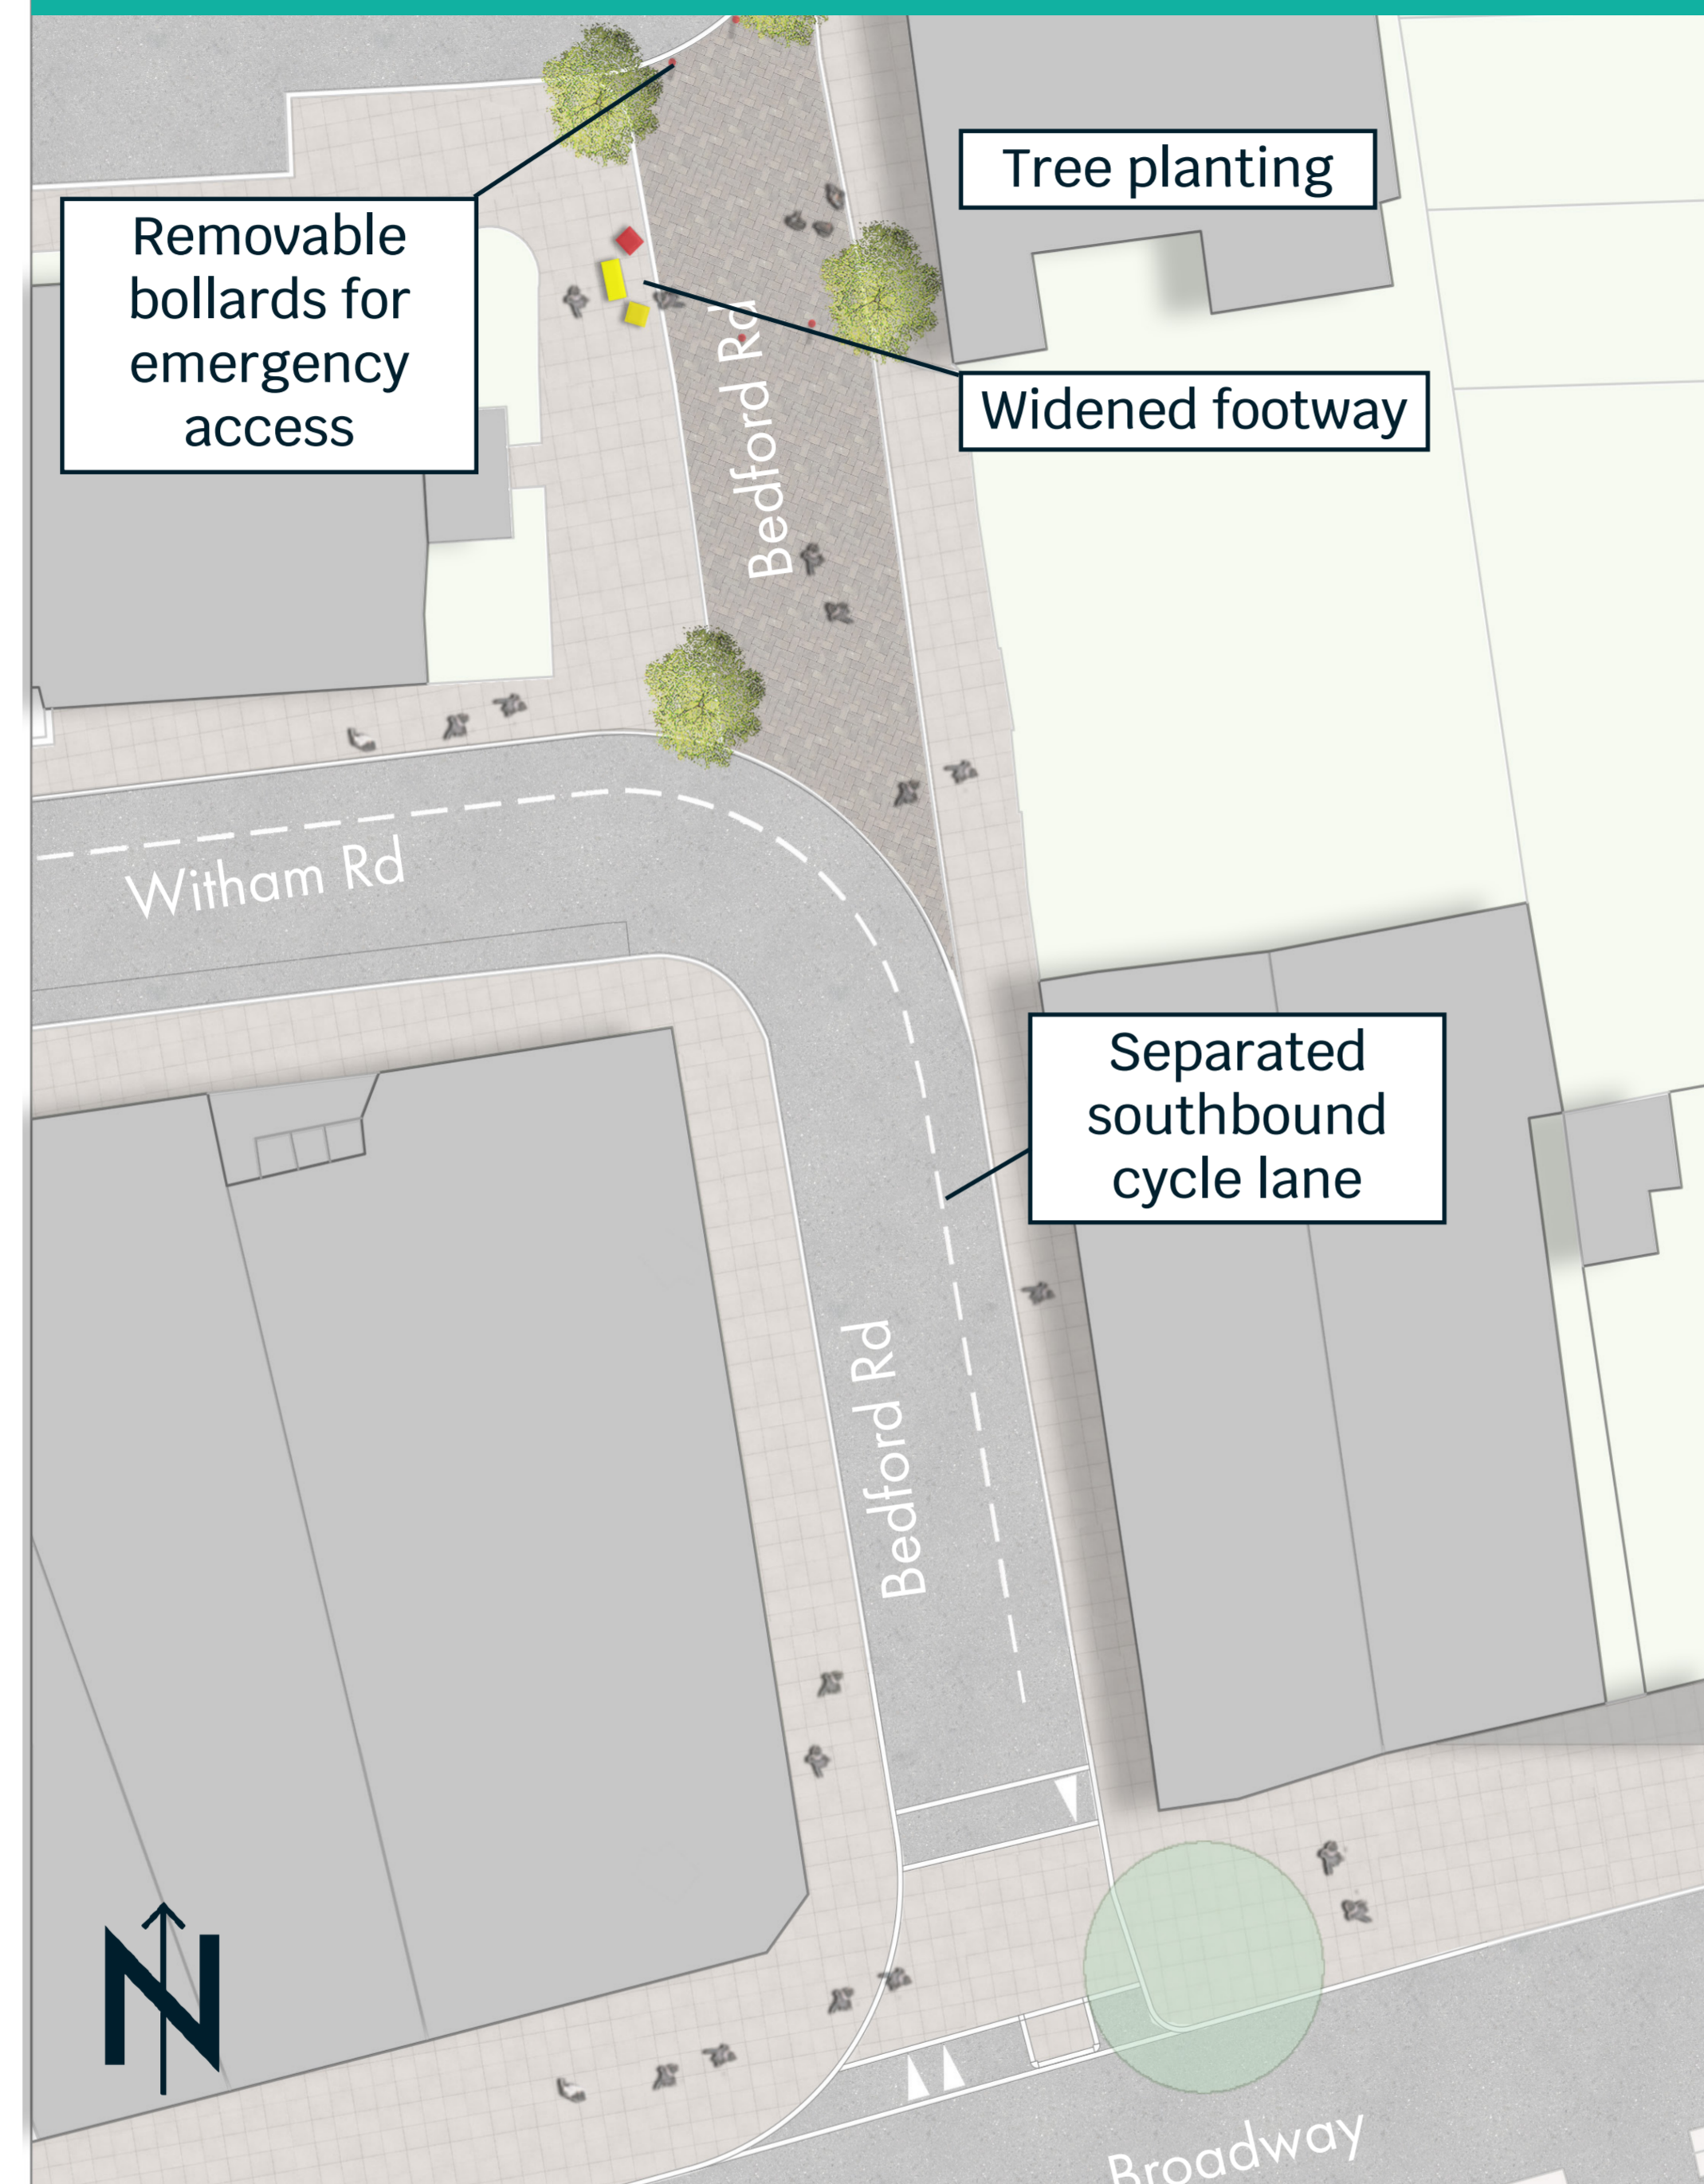 Tree planting
Removable
bollards for
emergency
access
Bedford Rd
Widened footway
Witham Rd
Separated
southbound
cycle lane
Bedford Rd
N
Broadway